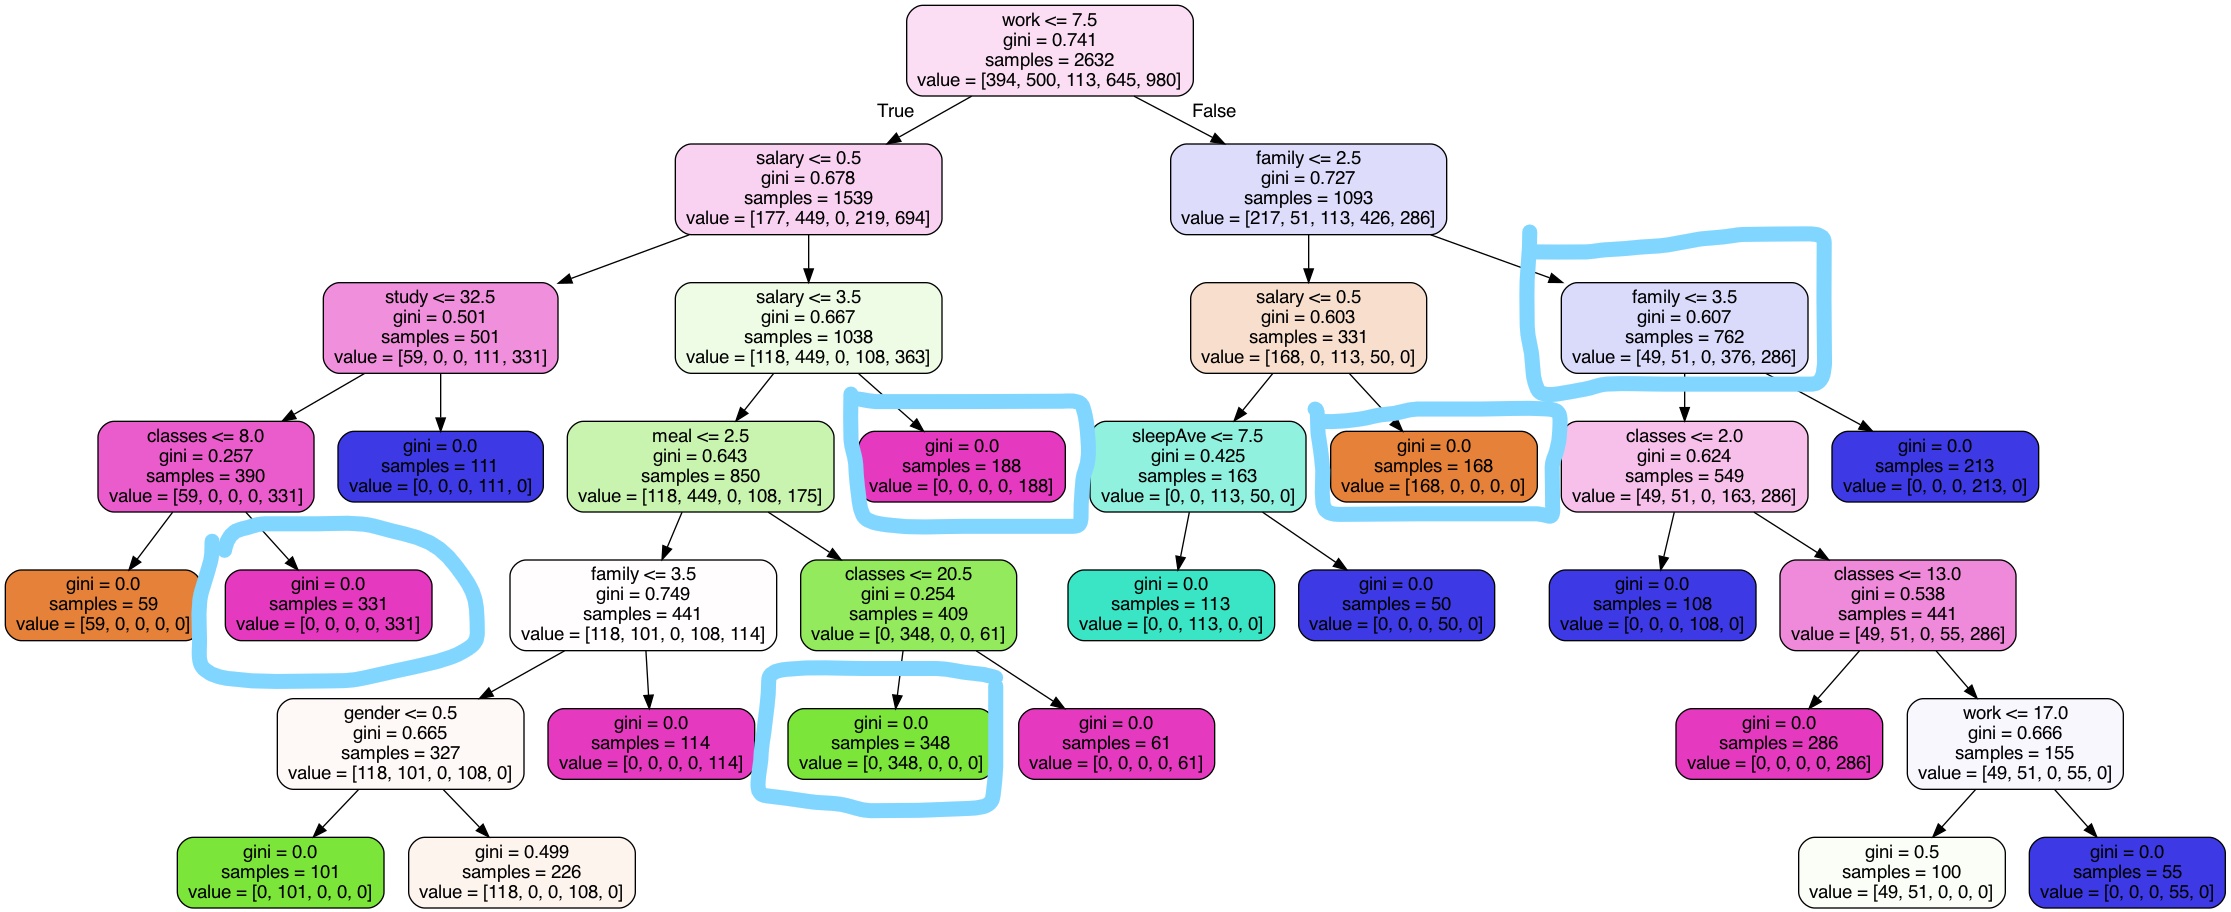 work <= 7.5
gini = 0.741
samples = 2632
value = [394, 500, 113, 645, 980]
True
False
salary <= 0.5
gini = 0.678
samples = 1539
value = [177, 449, 0, 219, 694]
family <= 2.5
gini = 0.727
samples = 1093
value = [217, 51, 113, 426, 286]
study <= 32.5
gini = 0.501
samples = 501
value = [59, 0, 0, 111, 331]
salary <= 3.5
gini = 0.667
samples = 1038
value = [118, 449, 0, 108, 363]
salary <= 0.5
gini = 0.603
samples = 331
value = [168, 0, 113, 50, 0]
family <= 3.5
gini = 0.607
samples = 762
value = [49, 51, 0, 376, 286]
classes <= 8.0
gini = 0.257
samples = 390
value = [59, 0, 0, 0, 331]
gini = 0.0
samples = 111
value = [0, 0, 0, 111, 0]
meal <= 2.5
gini = 0.643
samples = 850
value = [118, 449, 0, 108, 175]
gini = 0.0
samples = 188
value = [0, 0, 0, 0, 188]
sleepAve <= 7.5
gini = 0.425
samples = 163
value = [0, 0, 113, 50, 0]
gini = 0.0
samples = 168
value = [168, 0, 0, 0, 0]
classes <= 2.0
gini = 0.624
samples = 549
value = [49, 51, 0, 163, 286]
gini = 0.0
samples = 213
value = [0, 0, 0, 213, 0]
gini = 0.0
samples = 59
value = [59, 0, 0, 0, 0]
gini = 0.0
samples = 331
value = [0, 0, 0, 0, 331]
family <= 3.5
gini = 0.749
samples = 441
value = [118, 101, 0, 108, 114]
classes <= 20.5
gini = 0.254
samples = 409
value = [0, 348, 0, 0, 61]
gini = 0.0
samples = 113
value = [0, 0, 113, 0, 0]
gini = 0.0
samples = 50
value = [0, 0, 0, 50, 0]
gini = 0.0
samples = 108
value = [0, 0, 0, 108, 0]
classes <= 13.0
gini = 0.538
samples = 441
value = [49, 51, 0, 55, 286]
gender <= 0.5
gini = 0.665
samples = 327
value = [118, 101, 0, 108, 0]
gini = 0.0
samples = 114
value = [0, 0, 0, 0, 114]
gini = 0.0
samples = 348
value = [0, 348, 0, 0, 0]
gini = 0.0
samples = 61
value = [0, 0, 0, 0, 61]
gini = 0.0
samples = 286
value = [0, 0, 0, 0, 286]
work <= 17.0
gini = 0.666
samples = 155
value = [49, 51, 0, 55, 0]
gini = 0.0
samples = 101
value = [0, 101, 0, 0, 0]
gini = 0.499
samples = 226
value = [118, 0, 0, 108, 0]
gini = 0.5
samples = 100
value = [49, 51, 0, 0, 0]
gini = 0.0
samples = 55
value = [0, 0, 0, 55, 0]